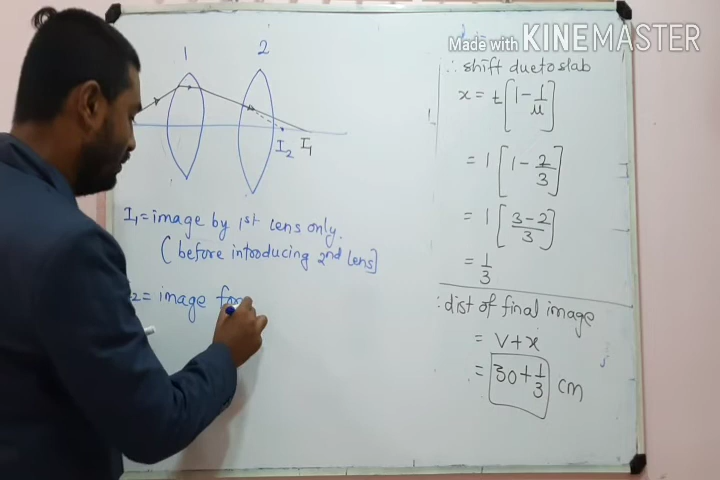 Made with KINEMASTER
1
2
I2 I1
I1 = image by 1st lens only.
( before introducing 2nd lens]
2 = image for
∴ shift due to slab
x = t [1 - 1/μ]
= 1 [1 - 2/3]
= 1 [3-2/3]
= 1/3
∴ dist of final image
= v + x
= 30 + 1/3 cm